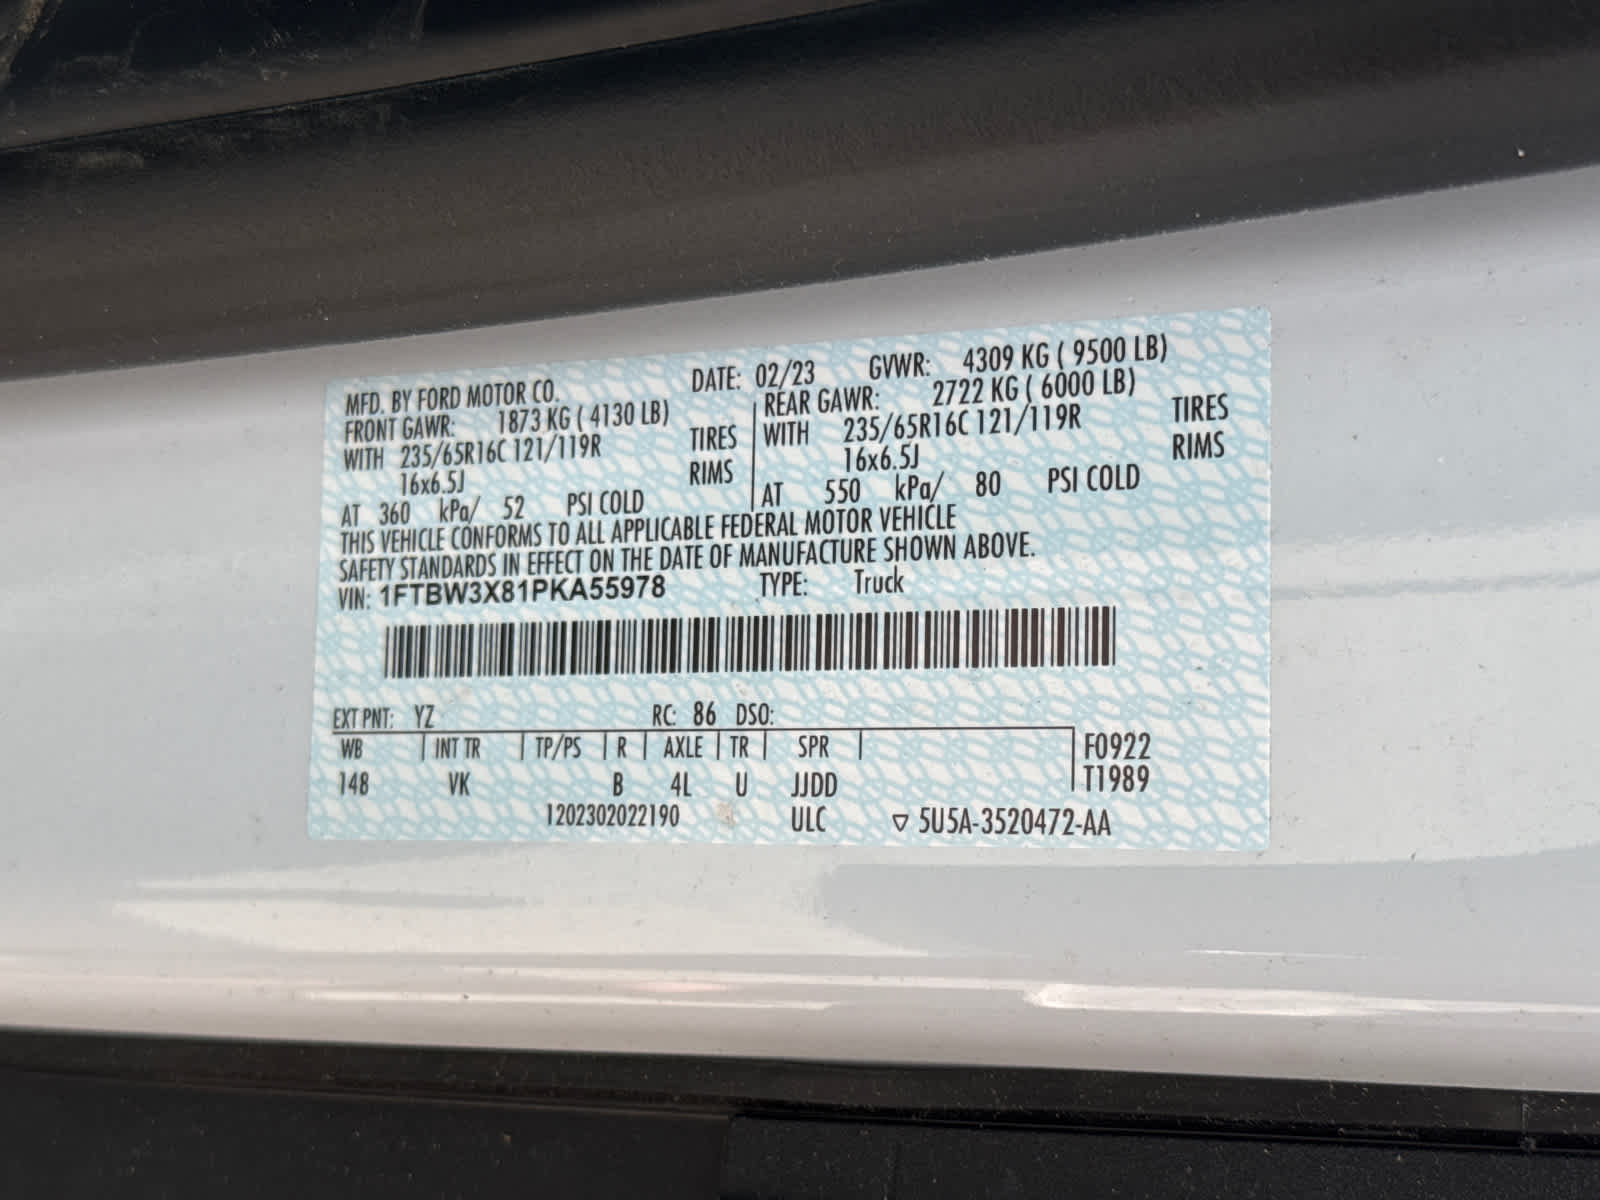 MFD. BY FORD MOTOR CO. DATE: 02/23 GVWR: 4309 KG ( 9500 LB)
FRONT GAWR: 1873 KG ( 4130 LB) REAR GAWR: 2722 KG ( 6000 LB)
WITH 235/65R16C 121/119R TIRES WITH 235/65R16C 121/119R TIRES
16x6.5J RIMS 16x6.5J RIMS
AT 360 kPa/ 52 PSI COLD AT 550 kPa/ 80 PSI COLD
THIS VEHICLE CONFORMS TO ALL APPLICABLE FEDERAL MOTOR VEHICLE
SAFETY STANDARDS IN EFFECT ON THE DATE OF MANUFACTURE SHOWN ABOVE.
VIN: 1FTBW3X81PKA55978 TYPE: Truck
EXT PNT: YZ RC: 86 DSO:
WB INT TR TP/PS R AXLE TR SPR F0922
148 VK B 4L U JJDD T1989
1202302022190 ULC ▽ 5U5A-3520472-AA